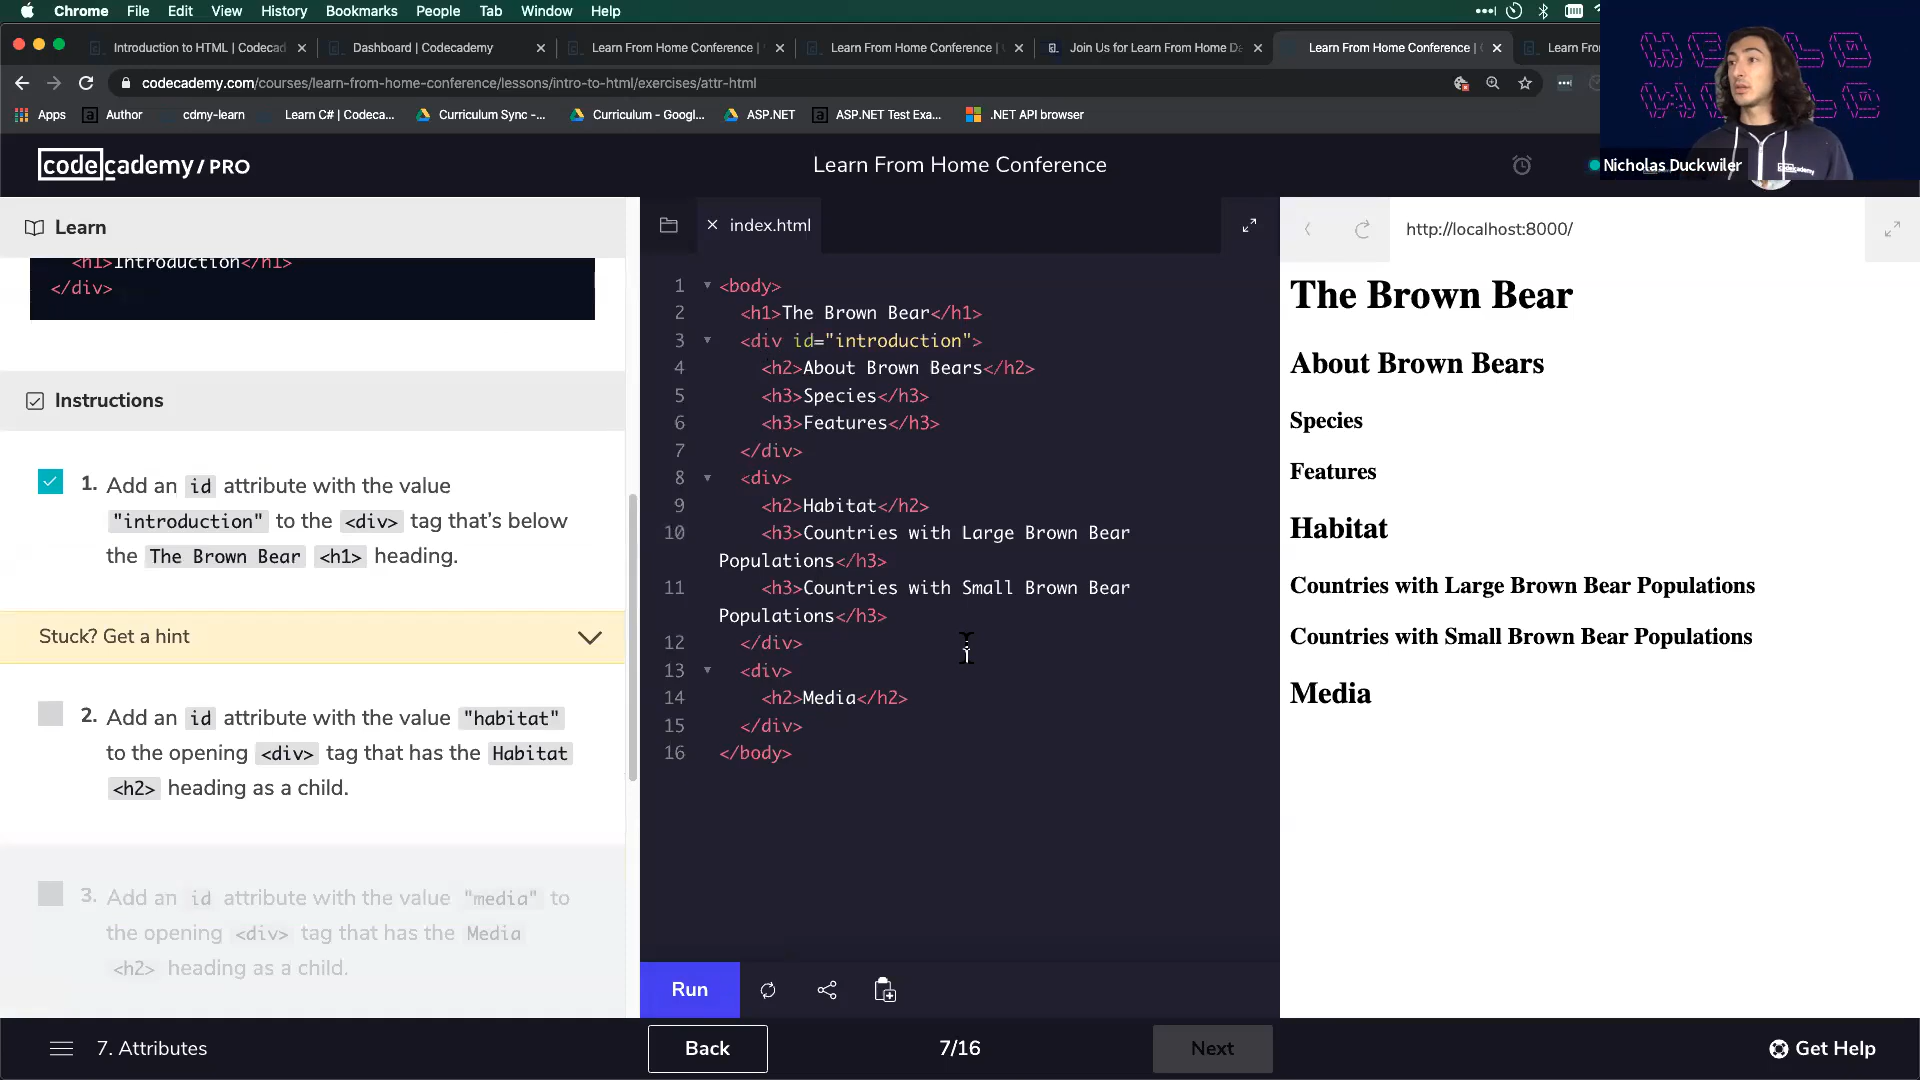 Chrome File Edit View History Bookmarks People Tab Window Help
Introduction to HTML | Codecad
Dashboard | Codecademy
Learn From Home Conference |
Learn From Home Conference |
Join Us for Learn From Home Da
Learn From Home Conference |
Learn Fro
codecademy.com/courses/learn-from-home-conference/lessons/intro-to-html/exercises/attr-html
Apps Author cdmy-learn Learn C# | Codeca... Curriculum Sync -... Curriculum - Googl... ASP.NET ASP.NET Test Exa... .NET API browser
codecademy / PRO
Learn From Home Conference
Nicholas Duckwiler
Learn
<h1>Introduction</h1>
</div>
Instructions
1. Add an id attribute with the value
"introduction" to the <div> tag that's below
the The Brown Bear <h1> heading.
Stuck? Get a hint
2. Add an id attribute with the value "habitat"
to the opening <div> tag that has the Habitat
<h2> heading as a child.
3. Add an id attribute with the value "media" to
the opening <div> tag that has the Media
<h2> heading as a child.
index.html
1 <body>
2 <h1>The Brown Bear</h1>
3 <div id="introduction">
4 <h2>About Brown Bears</h2>
5 <h3>Species</h3>
6 <h3>Features</h3>
7 </div>
8 <div>
9 <h2>Habitat</h2>
10 <h3>Countries with Large Brown Bear
Populations</h3>
11 <h3>Countries with Small Brown Bear
Populations</h3>
12 </div>
13 <div>
14 <h2>Media</h2>
15 </div>
16 </body>
Run
http://localhost:8000/
The Brown Bear
About Brown Bears
Species
Features
Habitat
Countries with Large Brown Bear Populations
Countries with Small Brown Bear Populations
Media
7. Attributes
Back
7/16
Next
Get Help